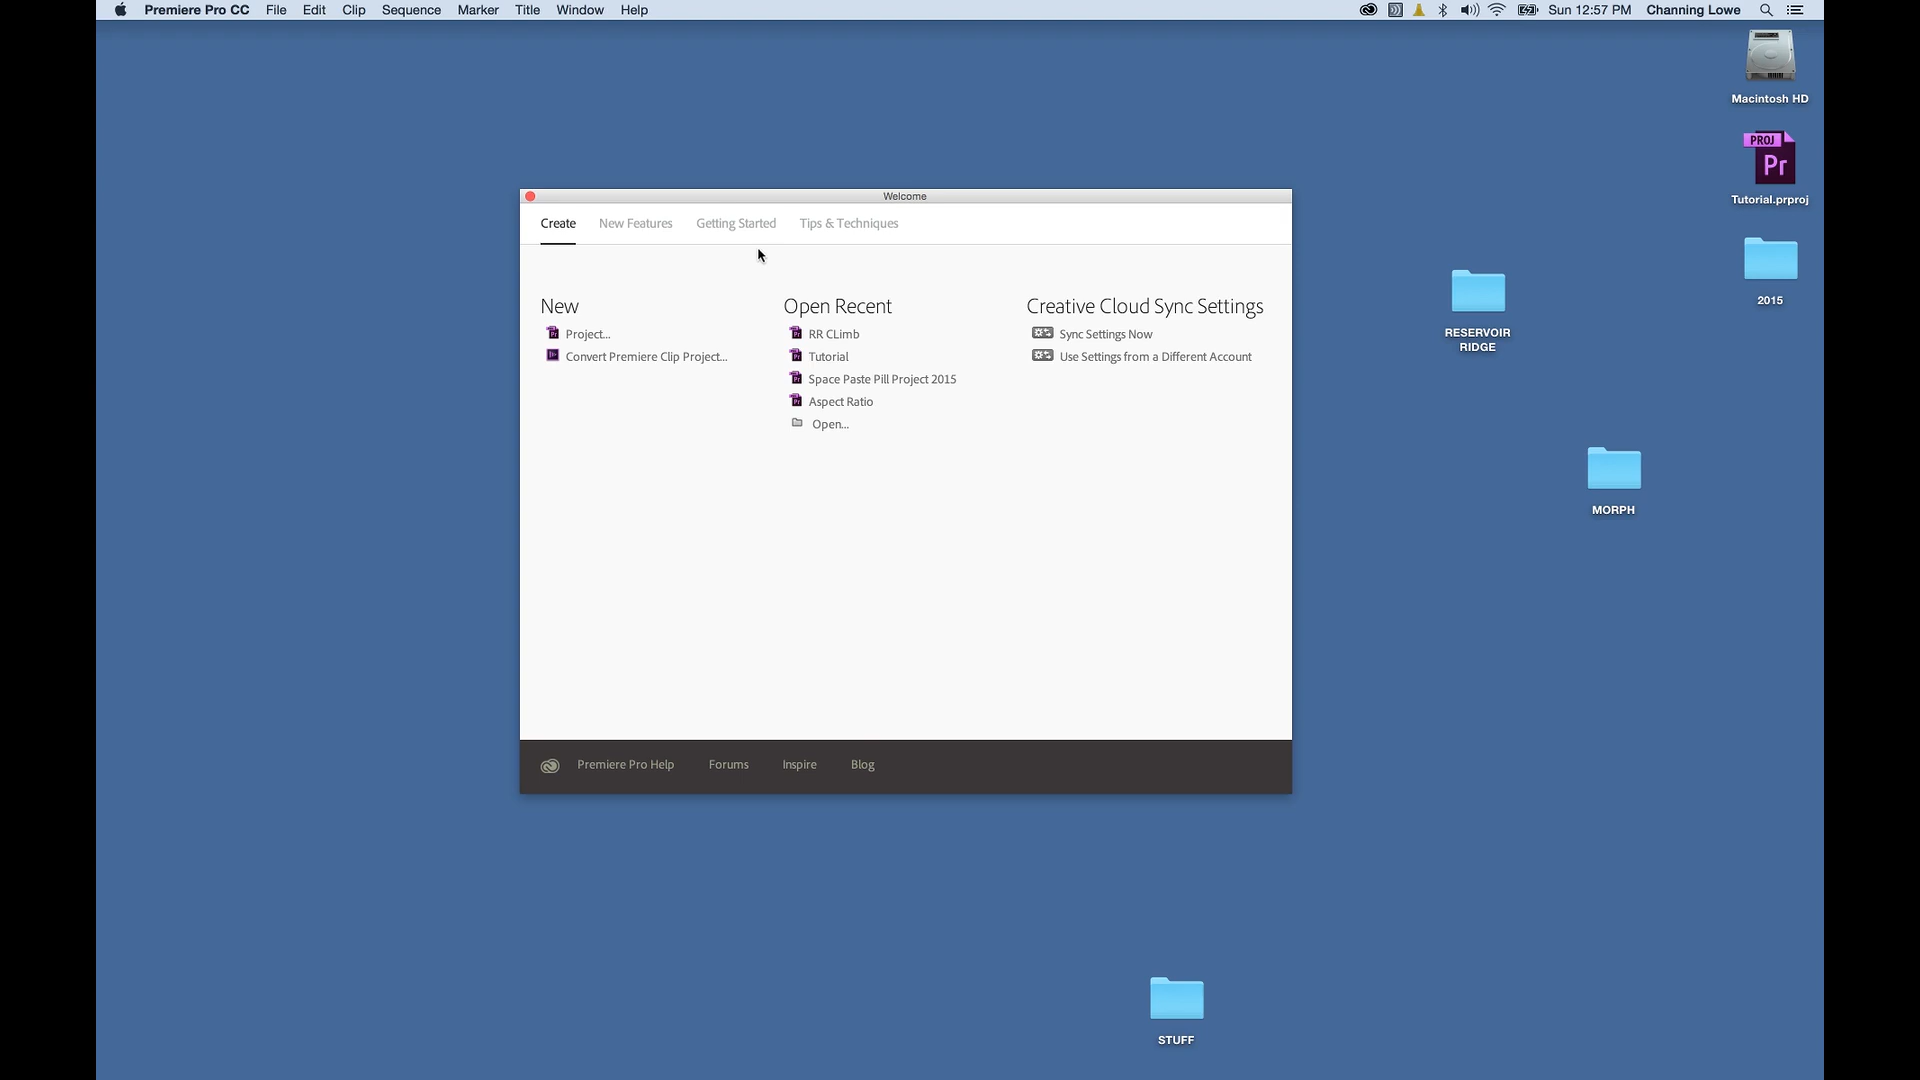 Premiere Pro CC File Edit Clip Sequence Marker Title Window Help Sun 12:57 PM Channing Lowe
Macintosh HD
PROJ
Pr
Tutorial.prproj
2015
RESERVOIR
RIDGE
MORPH
STUFF
Welcome
Create New Features Getting Started Tips & Techniques
New
Project...
Convert Premiere Clip Project...
Open Recent
RR CLimb
Tutorial
Space Paste Pill Project 2015
Aspect Ratio
Open...
Creative Cloud Sync Settings
Sync Settings Now
Use Settings from a Different Account
Premiere Pro Help Forums Inspire Blog